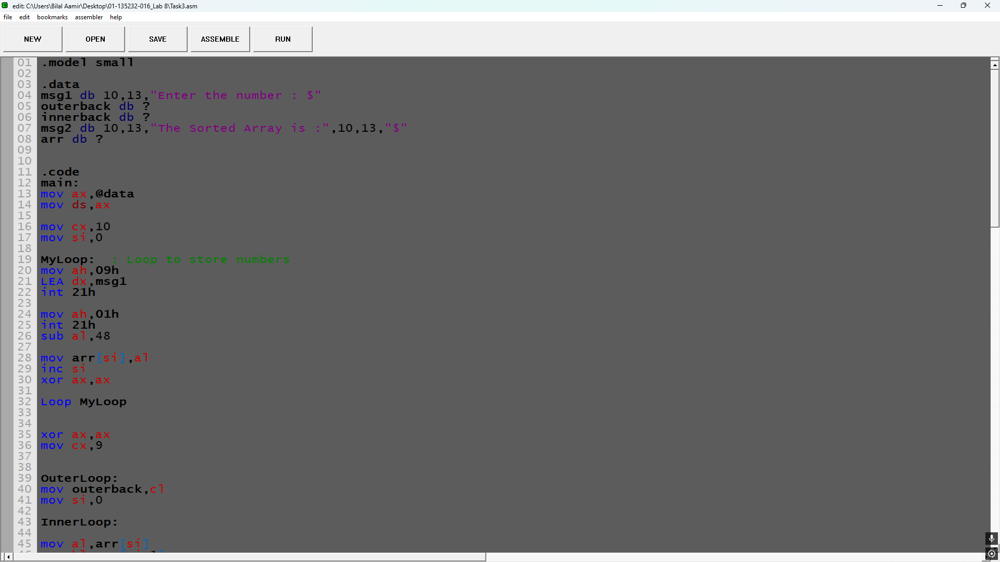 edit: C:\Users\Bilal Aamir\Desktop\01-135232-016_Lab 8\Task3.asm
file edit bookmarks assembler help
NEW OPEN SAVE ASSEMBLE RUN
01 .model small
02
03 .data
04 msg1 db 10,13,"Enter the number : $"
05 outerback db ?
06 innerback db ?
07 msg2 db 10,13,"The Sorted Array is :",10,13,"$"
08 arr db ?
09
10
11 .code
12 main:
13 mov ax,@data
14 mov ds,ax
15
16 mov cx,10
17 mov si,0
18
19 MyLoop: ; Loop to store numbers
20 mov ah,09h
21 LEA dx,msg1
22 int 21h
23
24 mov ah,01h
25 int 21h
26 sub al,48
27
28 mov arr[si],al
29 inc si
30 xor ax,ax
31
32 Loop MyLoop
33
34
35 xor ax,ax
36 mov cx,9
37
38
39 OuterLoop:
40 mov outerback,cl
41 mov si,0
42
43 InnerLoop:
44
45 mov al,arr[si]